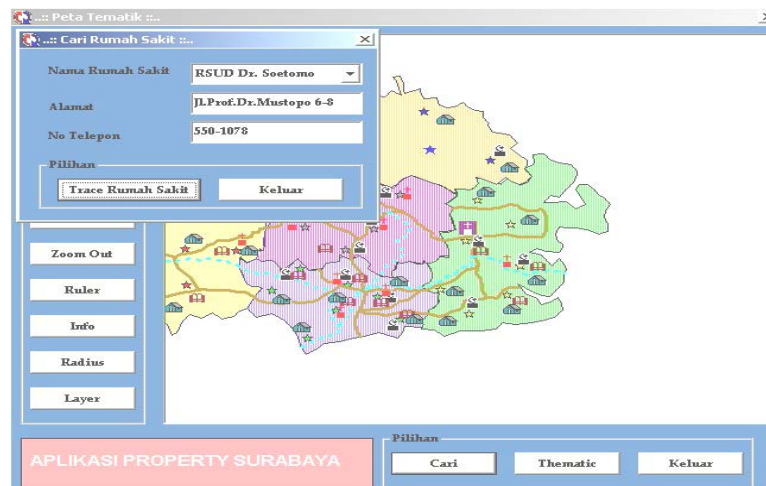 ..:: Peta Tematik ::..
..:: Cari Rumah Sakit ::..
Nama Rumah Sakit
RSUD Dr. Soetomo
Alamat
Jl.Prof.Dr.Mustopo 6-8
No Telepon
550-1078
Pilihan
Trace Rumah Sakit
Keluar
Zoom Out
Ruler
Info
Radius
Layer
APLIKASI PROPERTY SURABAYA
Pilihan
Cari
Thematic
Keluar